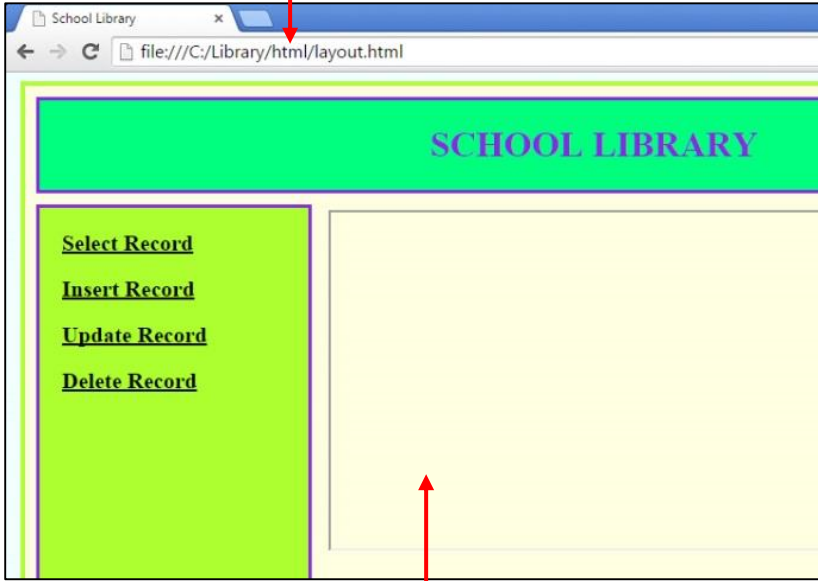 School Library
file:///C:/Library/html/layout.html
SCHOOL LIBRARY
Select Record
Insert Record
Update Record
Delete Record